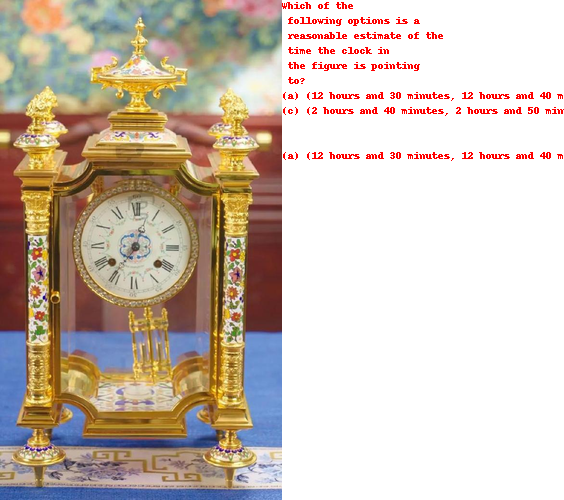 Which of the
following options is a
reasonable estimate of the
time the clock in
the figure is pointing
to?
(a) (12 hours and 30 minutes, 12 hours and 40 m
(c) (2 hours and 40 minutes, 2 hours and 50 min
(a) (12 hours and 30 minutes, 12 hours and 40 m